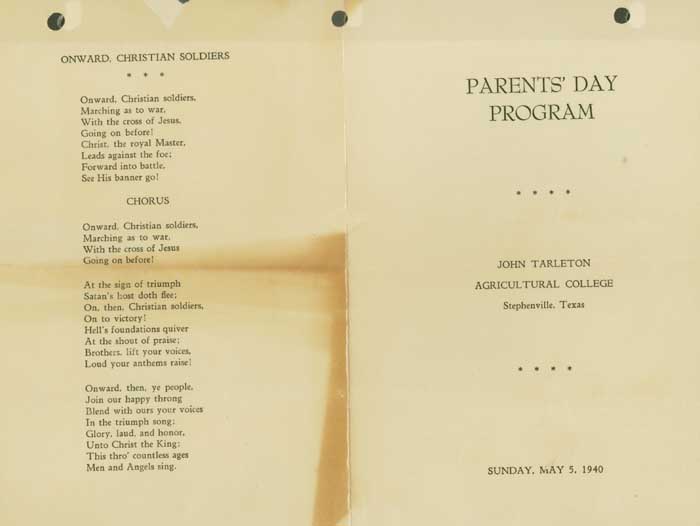 ONWARD, CHRISTIAN SOLDIERS
* * *
Onward, Christian soldiers,
Marching as to war,
With the cross of Jesus,
Going on before!
Christ, the royal Master,
Leads against the foe;
Forward into battle,
See His banner go!
CHORUS
Onward, Christian soldiers,
Marching as to war,
With the cross of Jesus
Going on before!
At the sign of triumph
Satan's host doth flee;
On, then, Christian soldiers,
On to victory!
Hell's foundations quiver
At the shout of praise;
Brothers, lift your voices,
Loud your anthems raise!
Onward, then, ye people,
Join our happy throng
Blend with ours your voices
In the triumph song;
Glory, laud, and honor,
Unto Christ the King;
This thro' countless ages
Men and Angels sing.
PARENTS' DAY
PROGRAM
* * * *
JOHN TARLETON
AGRICULTURAL COLLEGE
Stephenville, Texas
* * * *
SUNDAY, MAY 5, 1940